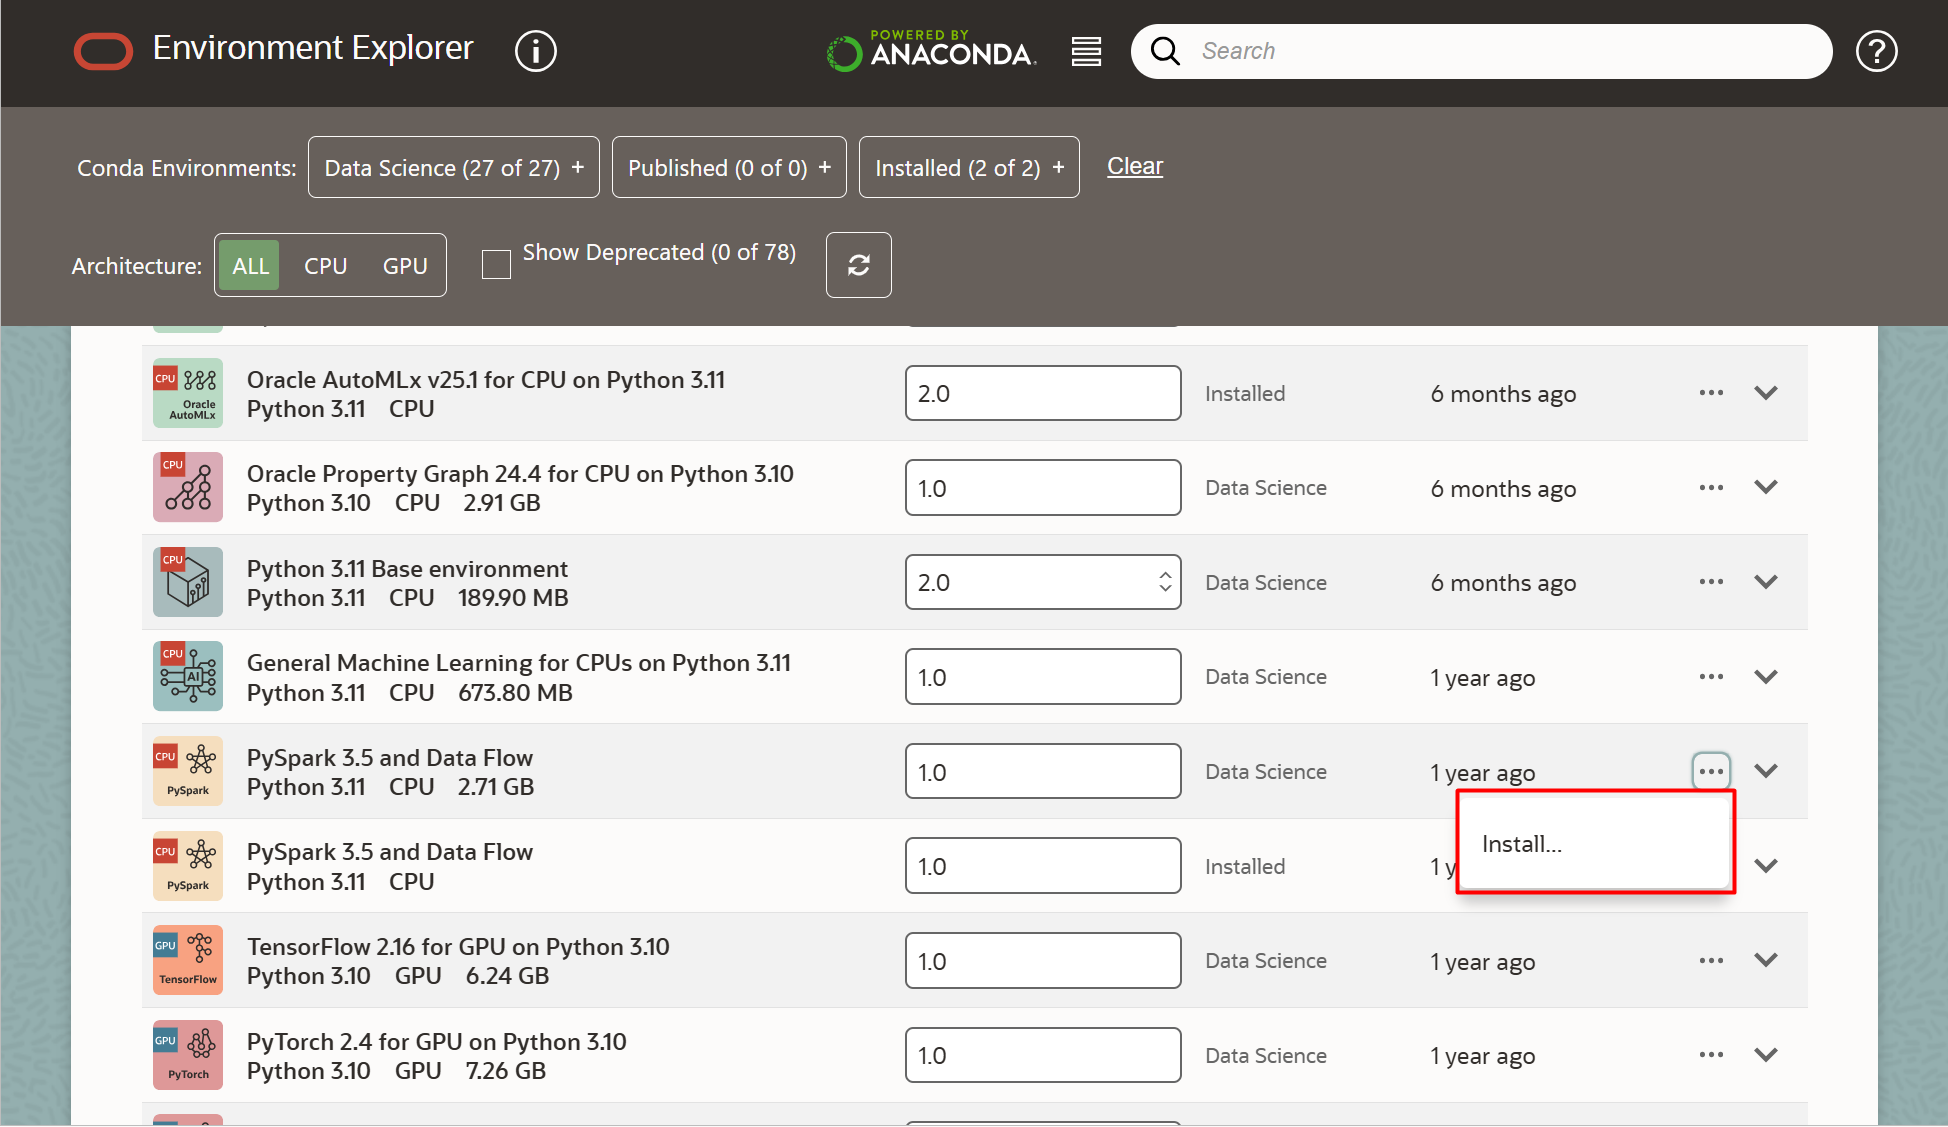 Environment Explorer
POWERED BY
ANACONDA.
Search
Conda Environments: Data Science (27 of 27) + Published (0 of 0) + Installed (2 of 2) + Clear
Architecture: ALL CPU GPU Show Deprecated (0 of 78)
CPU Oracle AutoMLx
Oracle AutoMLx v25.1 for CPU on Python 3.11 2.0 Installed 6 months ago
Python 3.11 CPU
CPU
Oracle Property Graph 24.4 for CPU on Python 3.10 1.0 Data Science 6 months ago
Python 3.10 CPU 2.91 GB
CPU
Python 3.11 Base environment 2.0 Data Science 6 months ago
Python 3.11 CPU 189.90 MB
CPU AI
General Machine Learning for CPUs on Python 3.11 1.0 Data Science 1 year ago
Python 3.11 CPU 673.80 MB
CPU PySpark
PySpark 3.5 and Data Flow 1.0 Data Science 1 year ago
Python 3.11 CPU 2.71 GB
Install...
CPU PySpark
PySpark 3.5 and Data Flow 1.0 Installed 1 y
Python 3.11 CPU
GPU TensorFlow
TensorFlow 2.16 for GPU on Python 3.10 1.0 Data Science 1 year ago
Python 3.10 GPU 6.24 GB
GPU PyTorch
PyTorch 2.4 for GPU on Python 3.10 1.0 Data Science 1 year ago
Python 3.10 GPU 7.26 GB